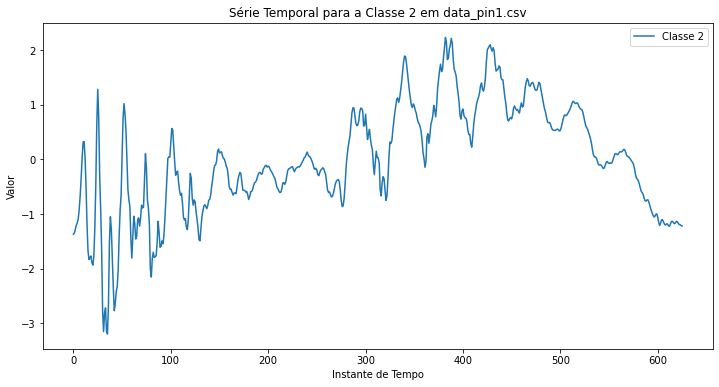 Série Temporal para a Classe 2 em data_pin1.csv
Classe 2
Valor
2
1
0
−1
−2
−3
0 100 200 300 400 500 600
Instante de Tempo